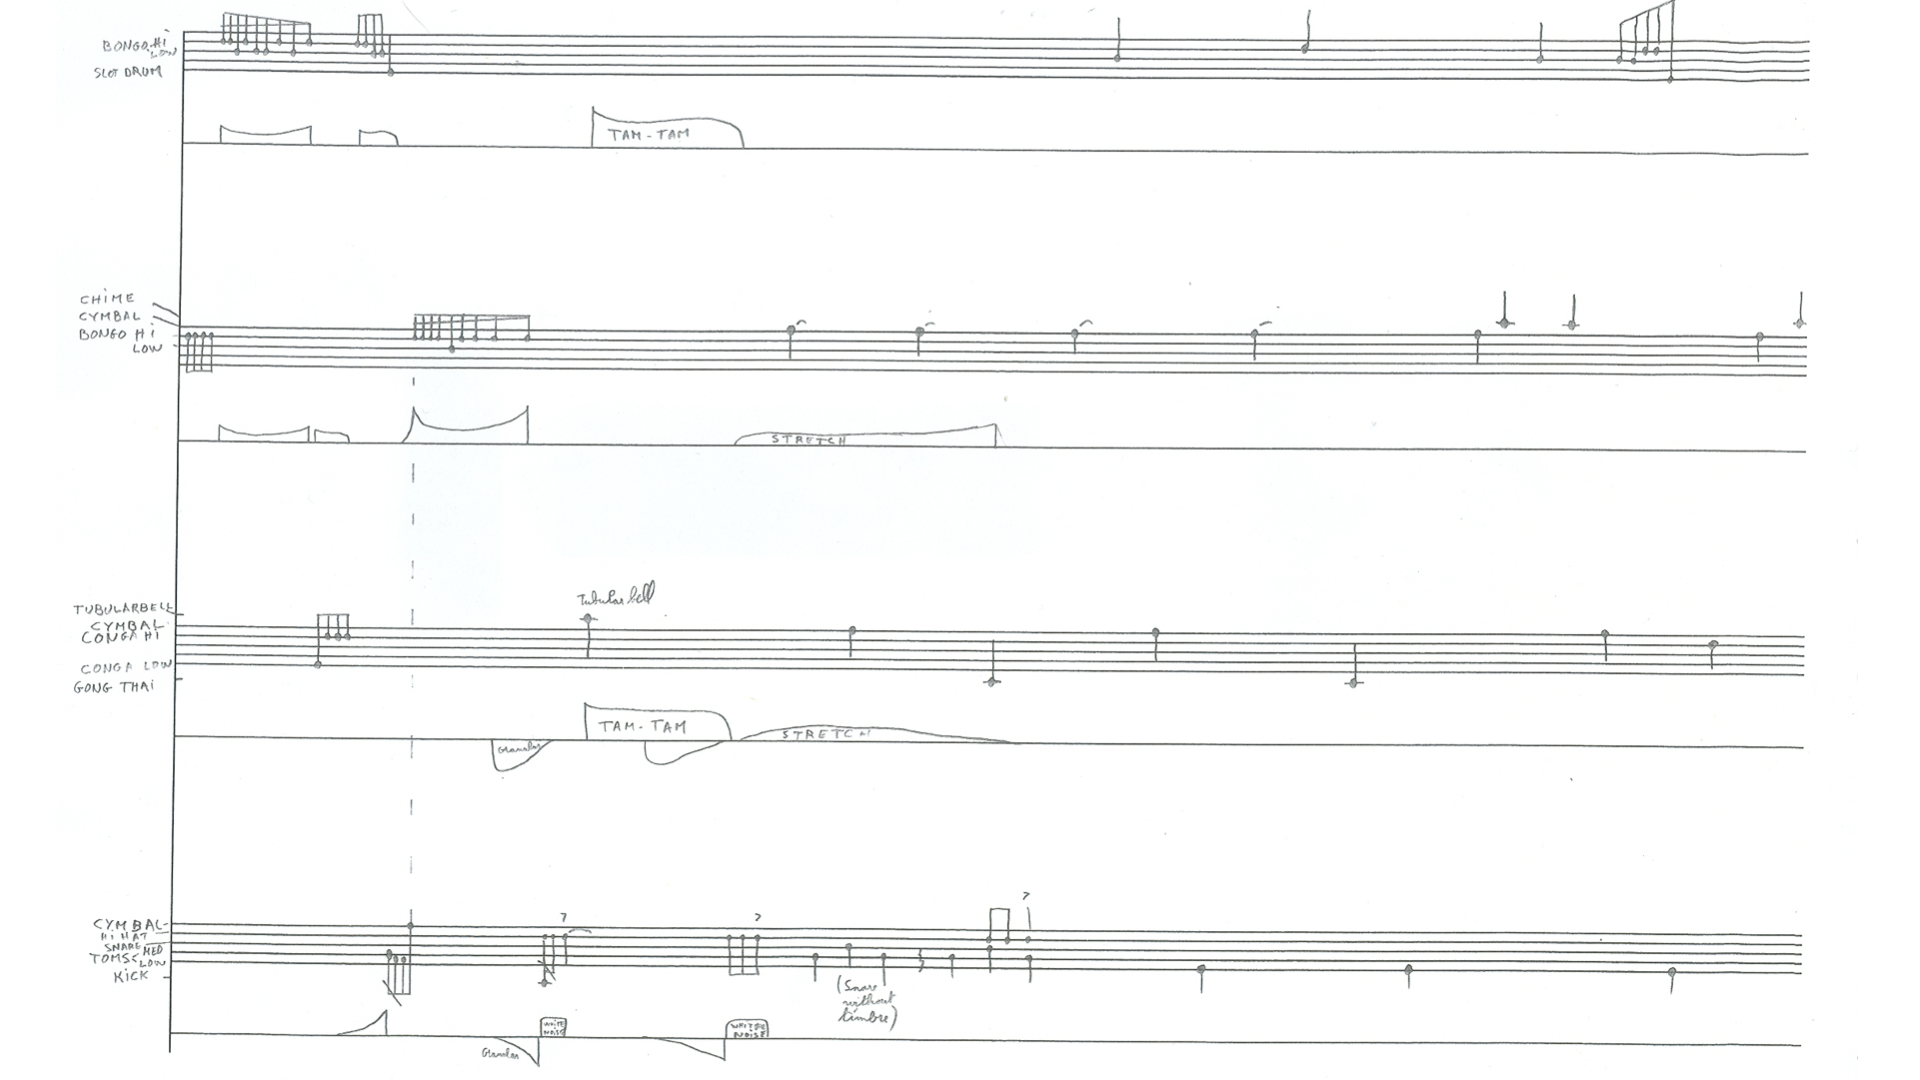 BONGO Hi
LOW
SLOT DRUM
TAM-TAM
CHiME
CYMBAL
BONGO Hi
LOW
STRETCH
TUBULARBELL
CYMBAL
CONGA Hi
CONGA LOW
GONG THAi
Tubular bell
TAM-TAM
Granular
STRETCH
CYMBAL
Hi HAT
SNARE
MED
TOMS
LOW
KiCK
(Snare
without
timbre)
WHITE
NOISE
WHITE
NOISE
Granular